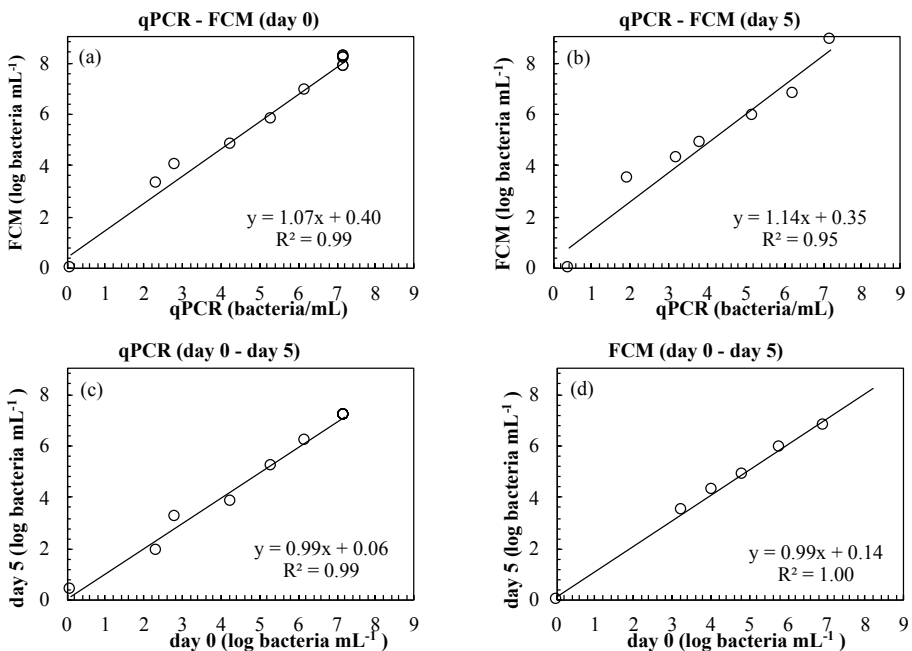 qPCR - FCM (day 0)
(a)
FCM (log bacteria mL-1)
8
6
4
2
0
y = 1.07x + 0.40
R² = 0.99
0 1 2 3 4 5 6 7 8 9
qPCR (bacteria/mL)
qPCR - FCM (day 5)
(b)
FCM (log bacteria mL-1)
8
6
4
2
0
y = 1.14x + 0.35
R² = 0.95
0 1 2 3 4 5 6 7 8 9
qPCR (bacteria/mL)
qPCR (day 0 - day 5)
(c)
day 5 (log bacteria mL-1)
8
6
4
2
0
y = 0.99x + 0.06
R² = 0.99
0 1 2 3 4 5 6 7 8 9
day 0 (log bacteria mL-1)
FCM (day 0 - day 5)
(d)
day 5 (log bacteria mL-1)
8
6
4
2
0
y = 0.99x + 0.14
R² = 1.00
0 1 2 3 4 5 6 7 8 9
day 0 (log bacteria mL-1)